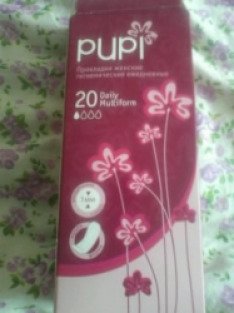 pupi
Прокладки женские
гигиенические ежедневные
20 Daily
Multiform